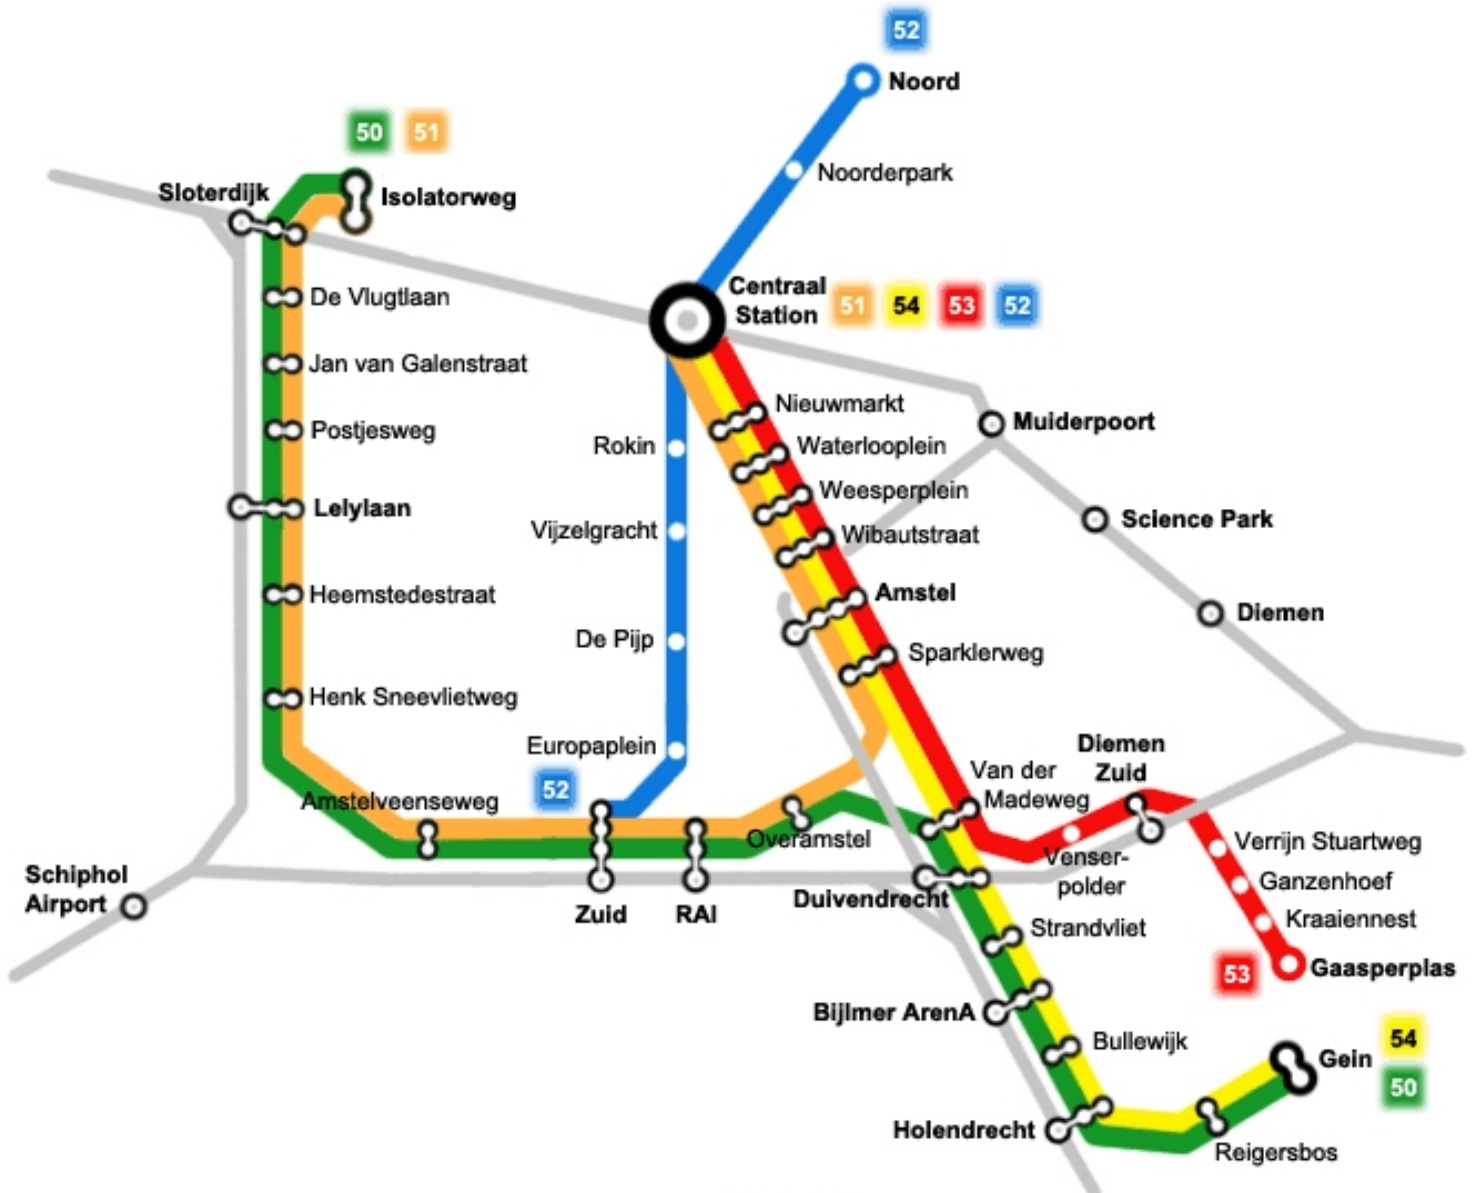 52
Noord
Noorderpark
50 51
Sloterdijk
Isolatorweg
De Vlugtlaan
Jan van Galenstraat
Postjesweg
Lelylaan
Heemstedestraat
Henk Sneevlietweg
Amstelveenseweg
Centraal
Station
51 54 53 52
Rokin
Vijzelgracht
De Pijp
Europaplein
52
Nieuwmarkt
Waterlooplein
Weesperplein
Wibautstraat
Amstel
Sparklerweg
Muiderpoort
Science Park
Diemen
Diemen
Zuid
Van der
Madeweg
Overamstel
Venser-
polder
Verrijn Stuartweg
Ganzenhoef
Kraaiennest
53
Gaasperplas
Schiphol
Airport
Zuid
RAI
Duivendrecht
Strandvliet
Bijlmer ArenA
Bullewijk
Holendrecht
Reigersbos
Gein
54
50